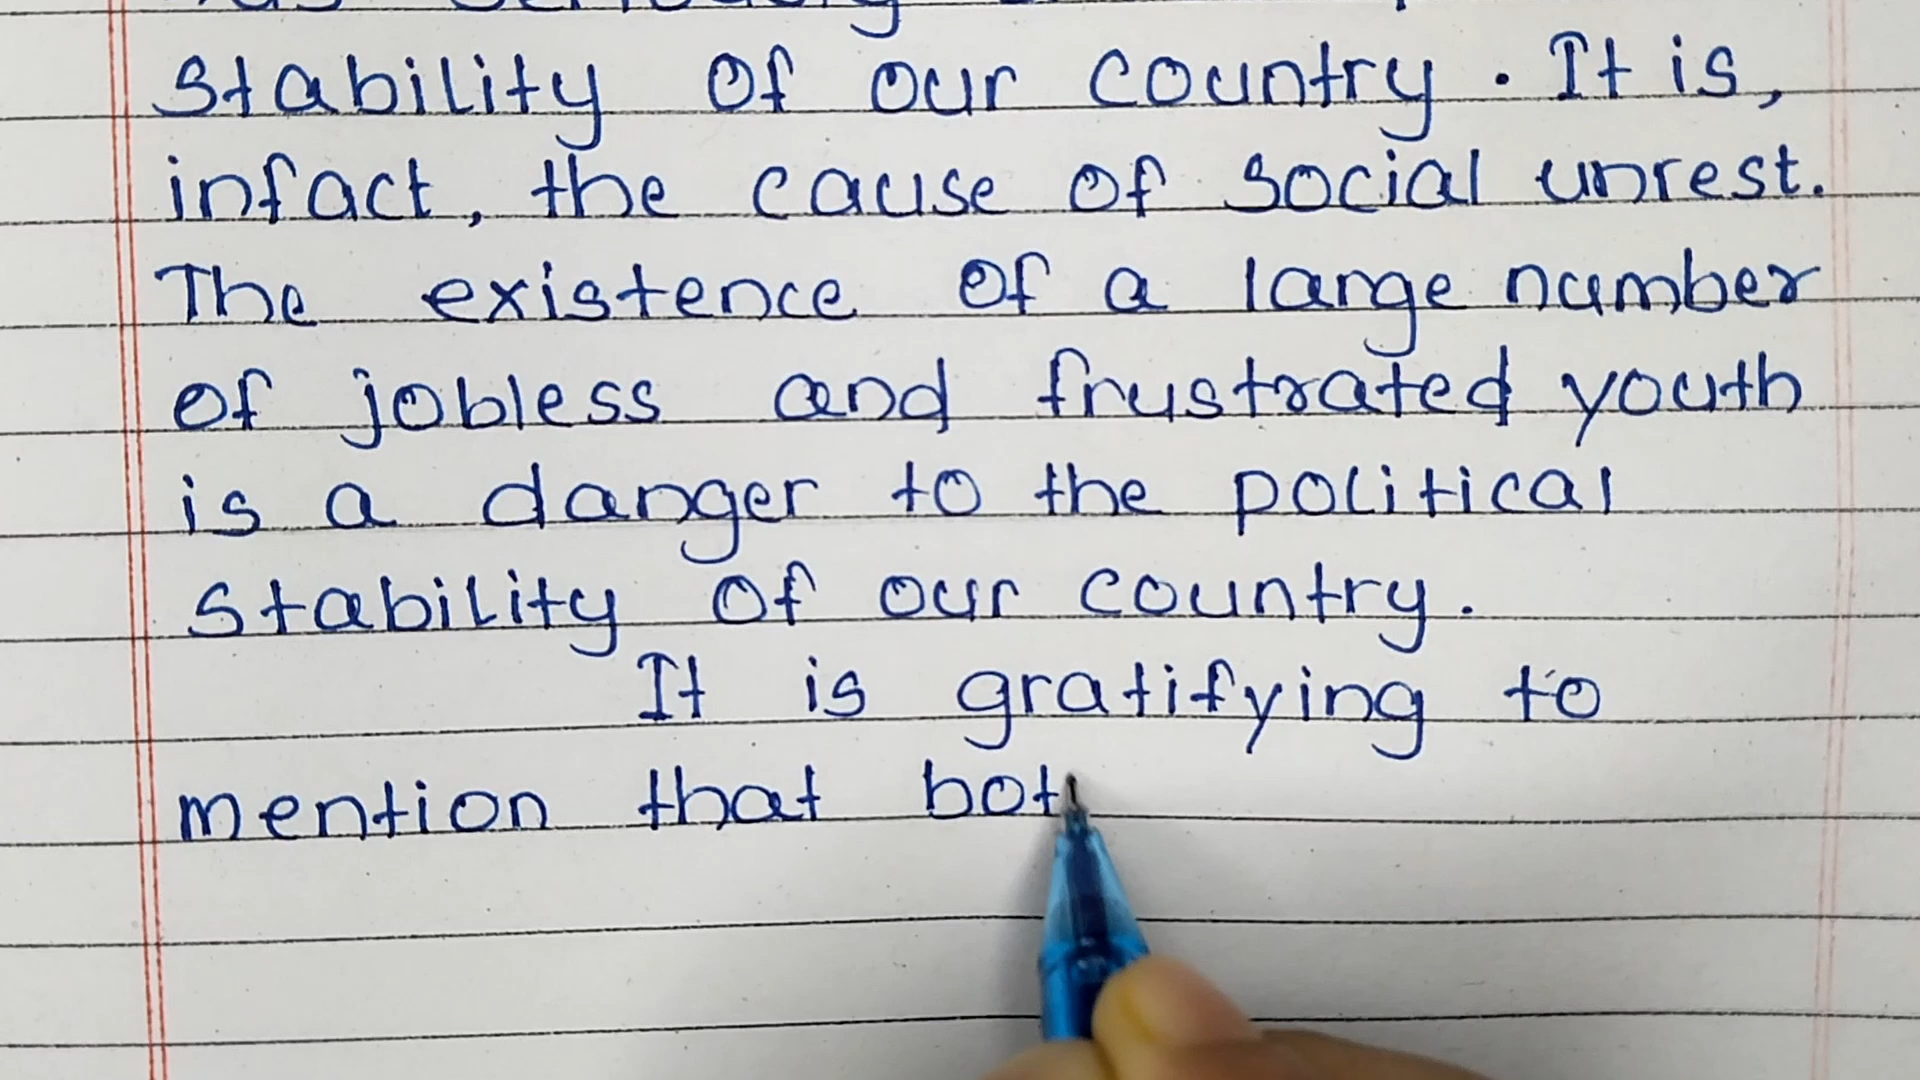 stability of our country. It is,
infact, the cause of social unrest.
The existence of a large number
of jobless and frustrated youth
is a danger to the political
stability of our country.
It is gratifying to
mention that bot